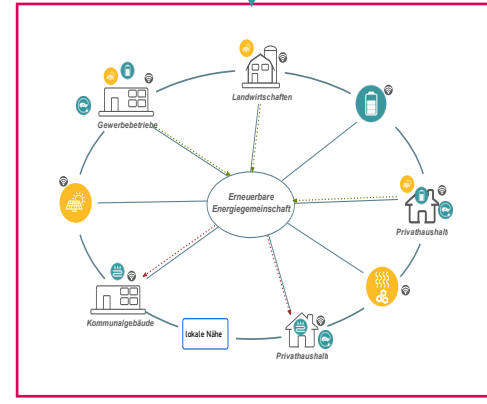 Landwirtschaften
Gewerbebetriebe
Erneuerbare
Energiegemeinschaft
Privathaushalt
Kommunalgebäude
lokale Nähe
Privathaushalt